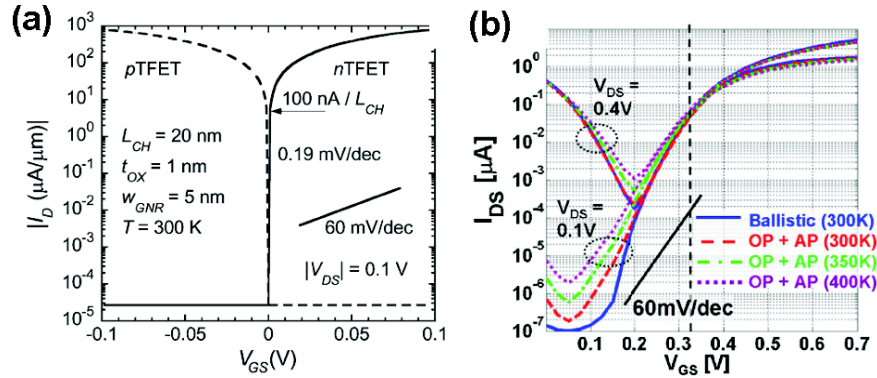 (a)
10³
10²
10¹
10⁰
10⁻¹
10⁻²
10⁻³
10⁻⁴
10⁻⁵
|I_D (μA/μm)|
pTFET
nTFET
100 nA / L_CH
L_CH = 20 nm
t_OX = 1 nm
w_GNR = 5 nm
T = 300 K
0.19 mV/dec
60 mV/dec
|V_DS| = 0.1 V
-0.1
-0.05
0
0.05
0.1
V_GS(V)
(b)
10⁰
10⁻¹
10⁻²
10⁻³
10⁻⁴
10⁻⁵
10⁻⁶
10⁻⁷
I_DS [μA]
V_DS =
0.4V
V_DS =
0.1V
Ballistic (300K)
OP + AP (300K)
OP + AP (350K)
OP + AP (400K)
60mV/dec
0.1
0.2
0.3
0.4
0.5
0.6
0.7
V_GS [V]